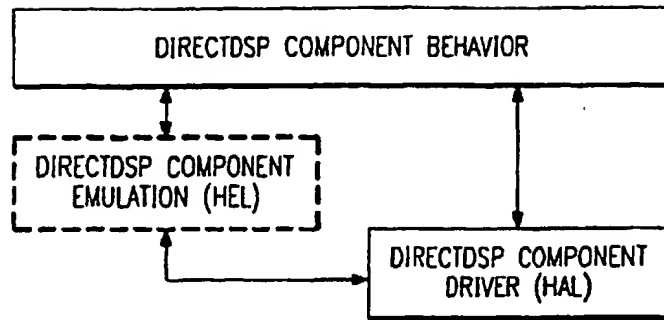 DIRECTDSP COMPONENT BEHAVIOR
DIRECTDSP COMPONENT
EMULATION (HEL)
DIRECTDSP COMPONENT
DRIVER (HAL)